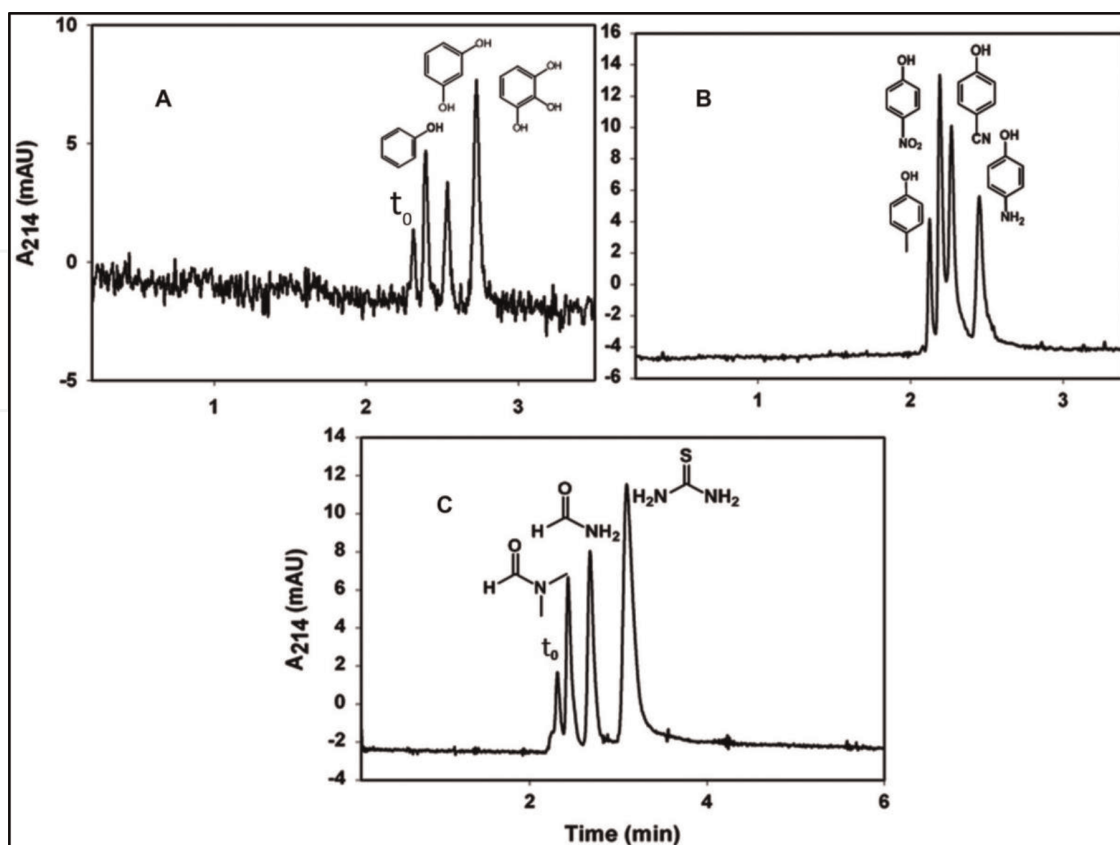 A
10
5
0
-5
A214 (mAU)
1
2
3
t0
OH
OH
OH
OH
OH
OH
B
16
14
12
10
8
6
4
2
0
-2
-4
-6
1
2
3
OH
NO2
OH
CN
OH
OH
NH2
C
14
12
10
8
6
4
2
0
-2
-4
A214 (mAU)
t0
O
H
N
O
H
NH2
S
H2N
NH2
2
4
6
Time (min)